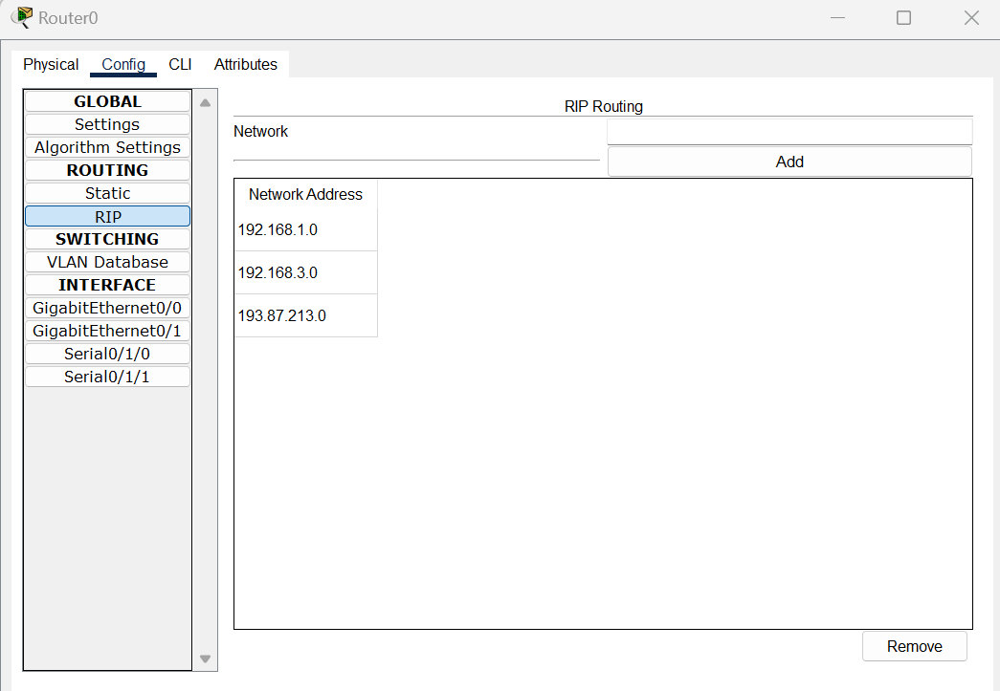 Router0
Physical Config CLI Attributes
GLOBAL
Settings
Algorithm Settings
ROUTING
Static
RIP
SWITCHING
VLAN Database
INTERFACE
GigabitEthernet0/0
GigabitEthernet0/1
Serial0/1/0
Serial0/1/1
RIP Routing
Network
Add
Network Address
192.168.1.0
192.168.3.0
193.87.213.0
Remove